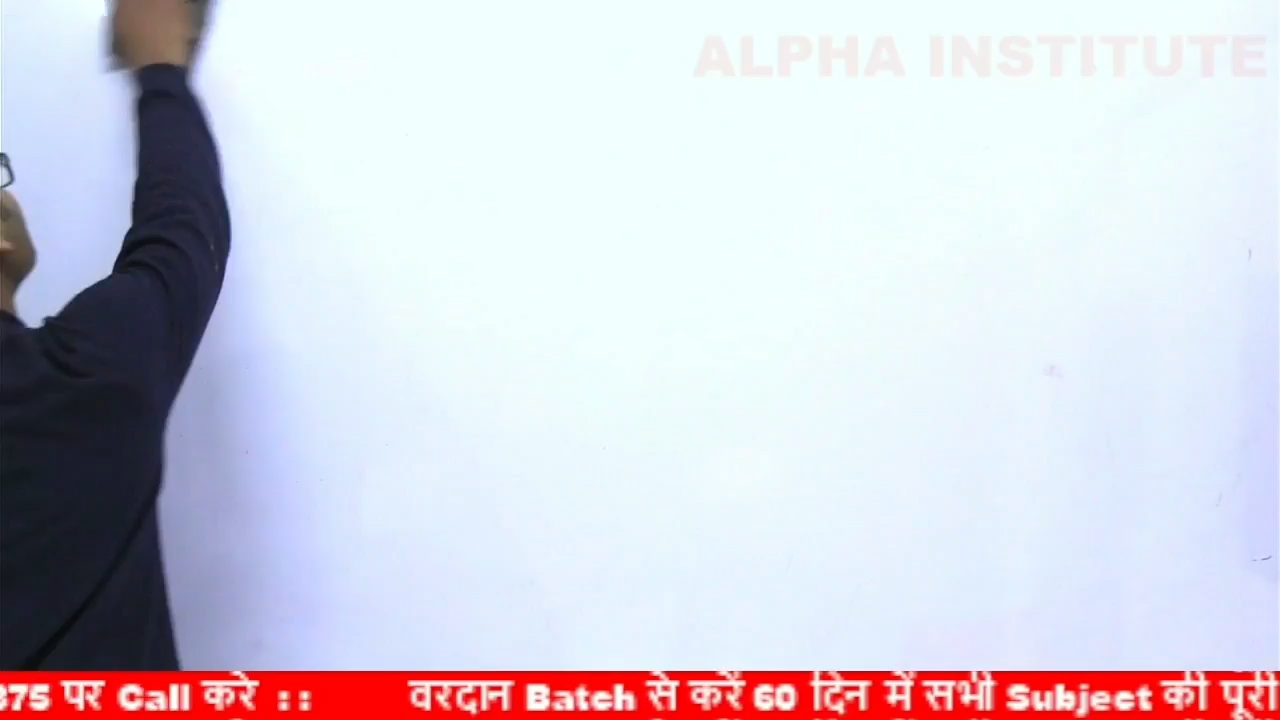 ALPHA INSTITUTE
375 पर Call करे : : वरदान Batch से करें 60 दिन में सभी Subject की पूरी